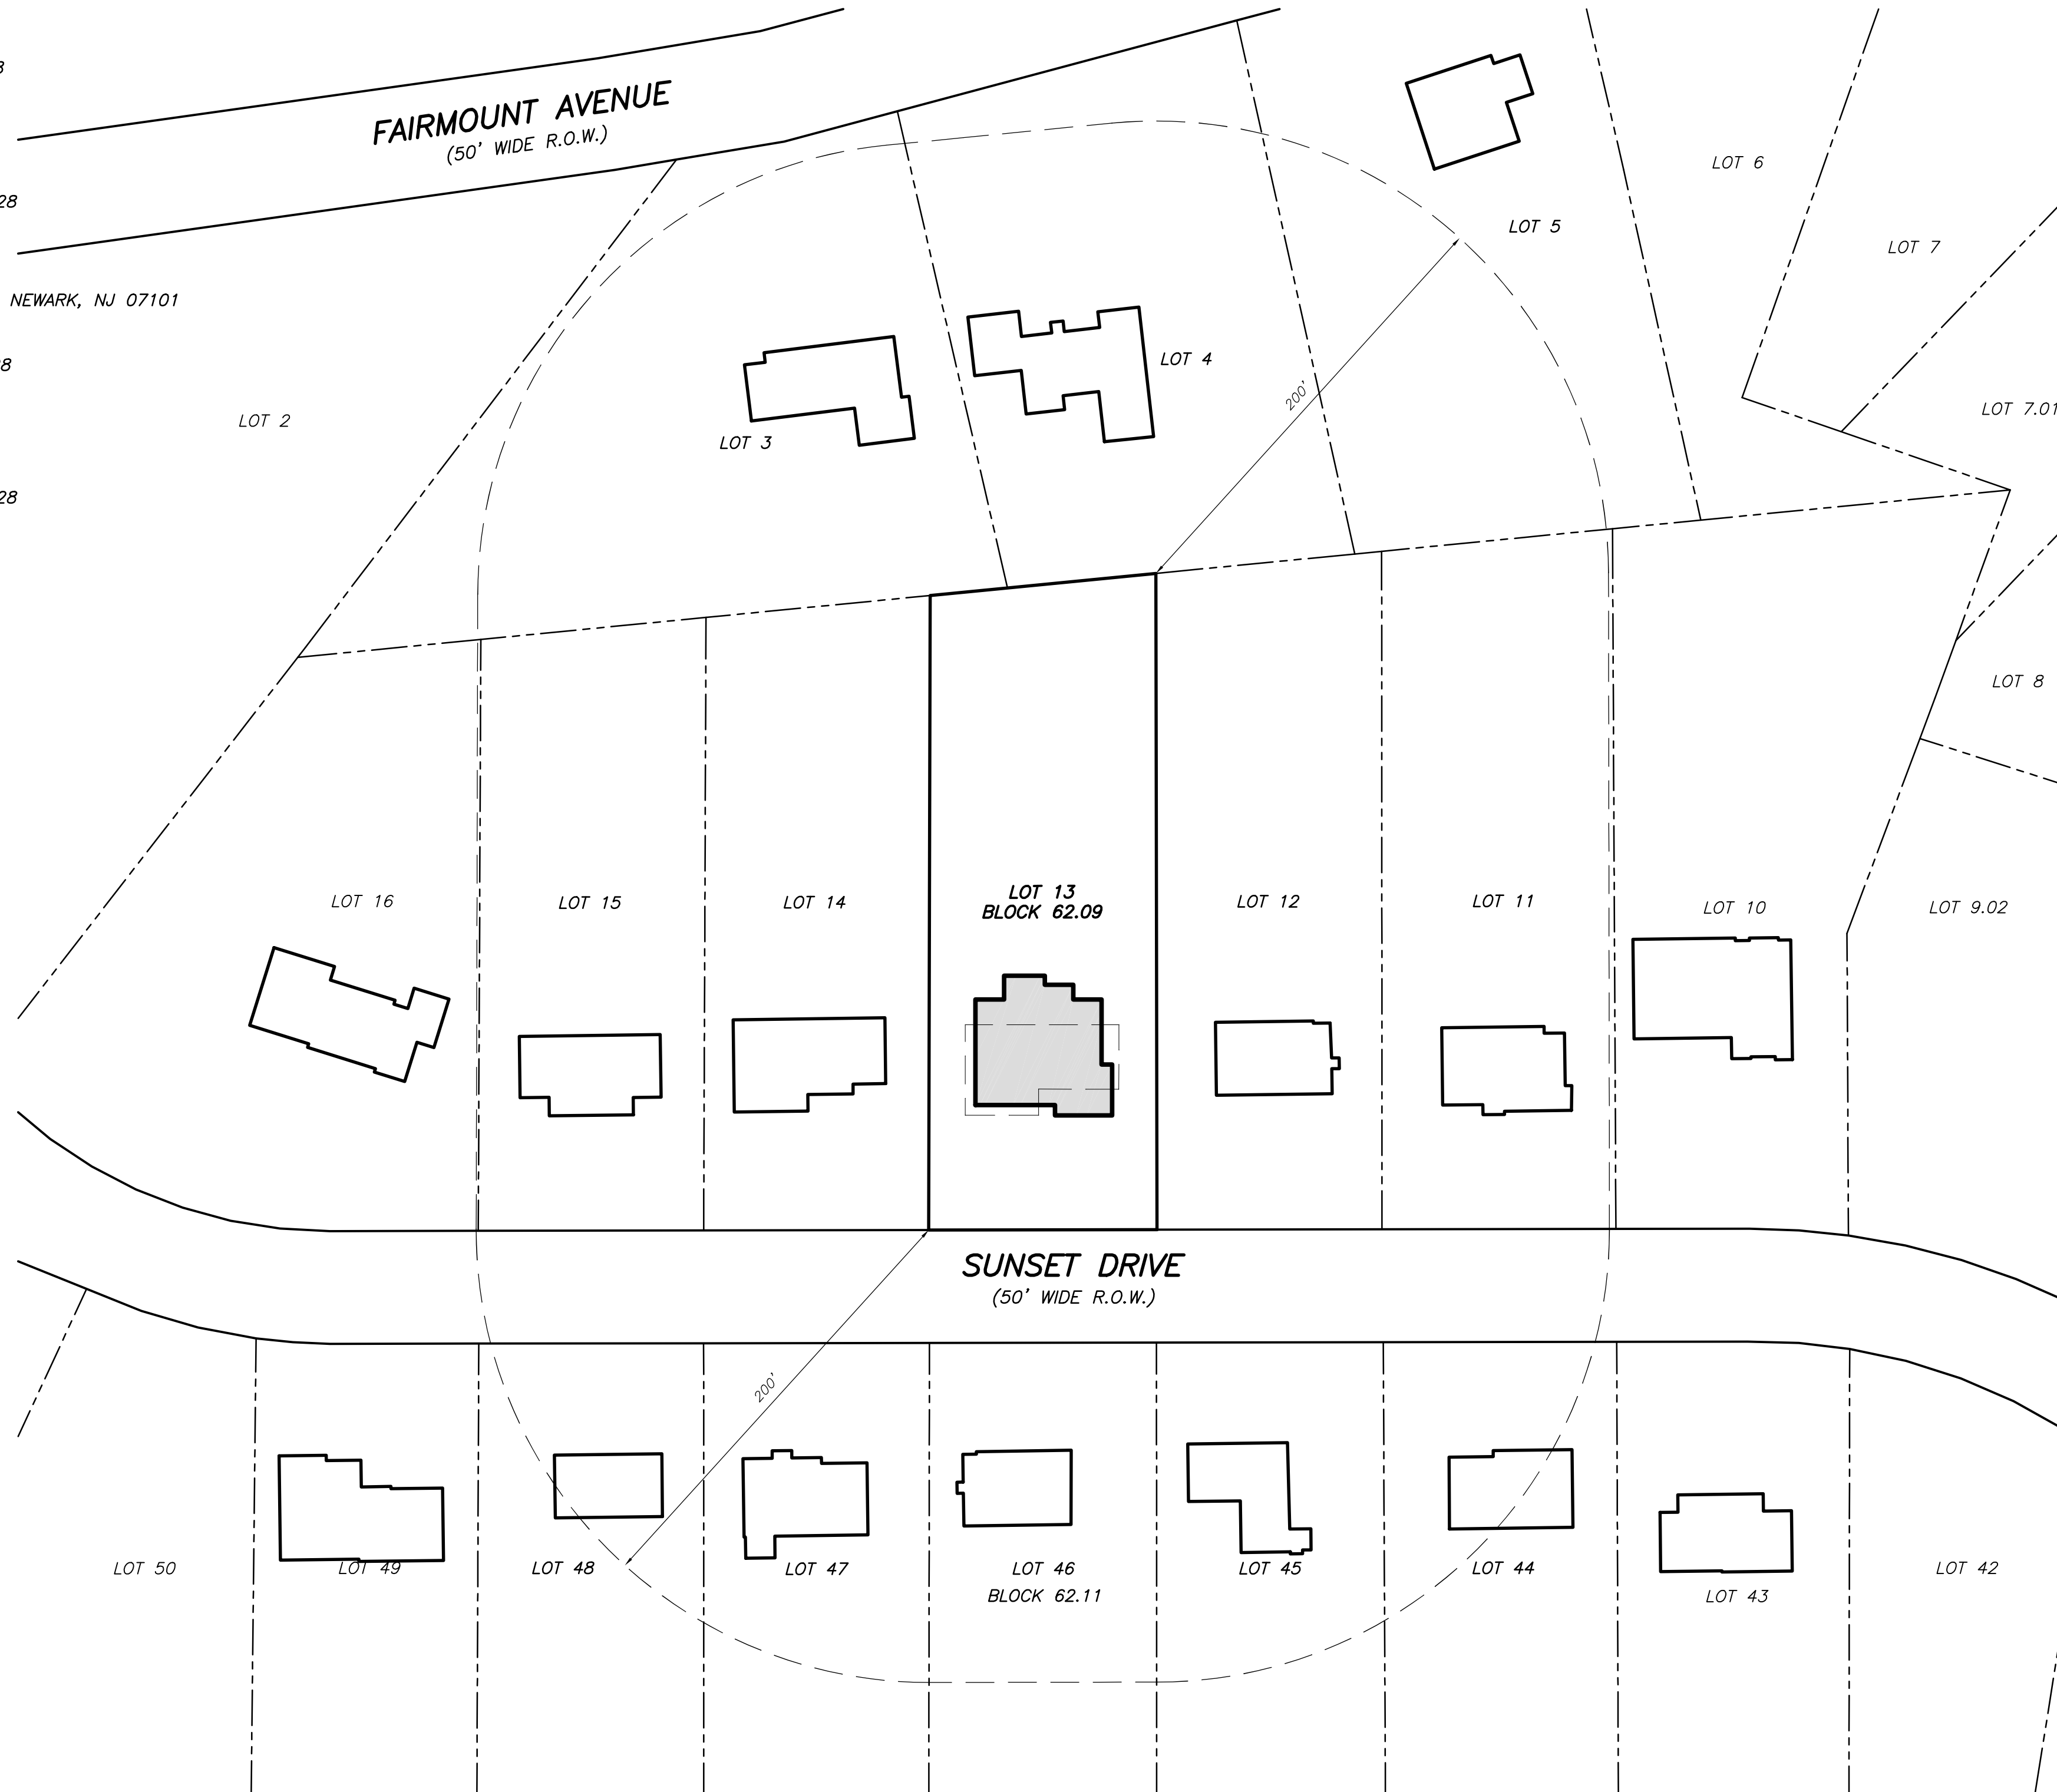 FAIRMOUNT AVENUE
(50' WIDE R.O.W.)
LOT 6
28
LOT 5
LOT 7
NEWARK, NJ 07101
LOT 4
LOT 7.01
LOT 2
LOT 3
200'
28
LOT 8
LOT 16
LOT 15
LOT 14
LOT 13
BLOCK 62.09
LOT 12
LOT 11
LOT 10
LOT 9.02
SUNSET DRIVE
(50' WIDE R.O.W.)
200'
LOT 50
LOT 49
LOT 48
LOT 47
LOT 46
BLOCK 62.11
LOT 45
LOT 44
LOT 43
LOT 42